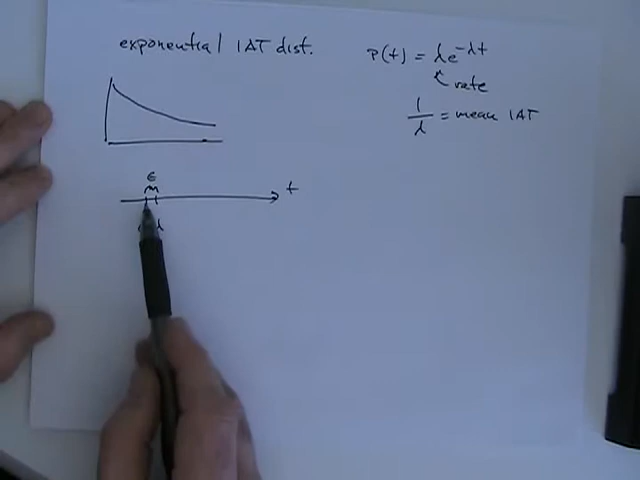 exponential IAT dist.
P(t) = λe^-λt
rate
1/λ = mean IAT
ε
t